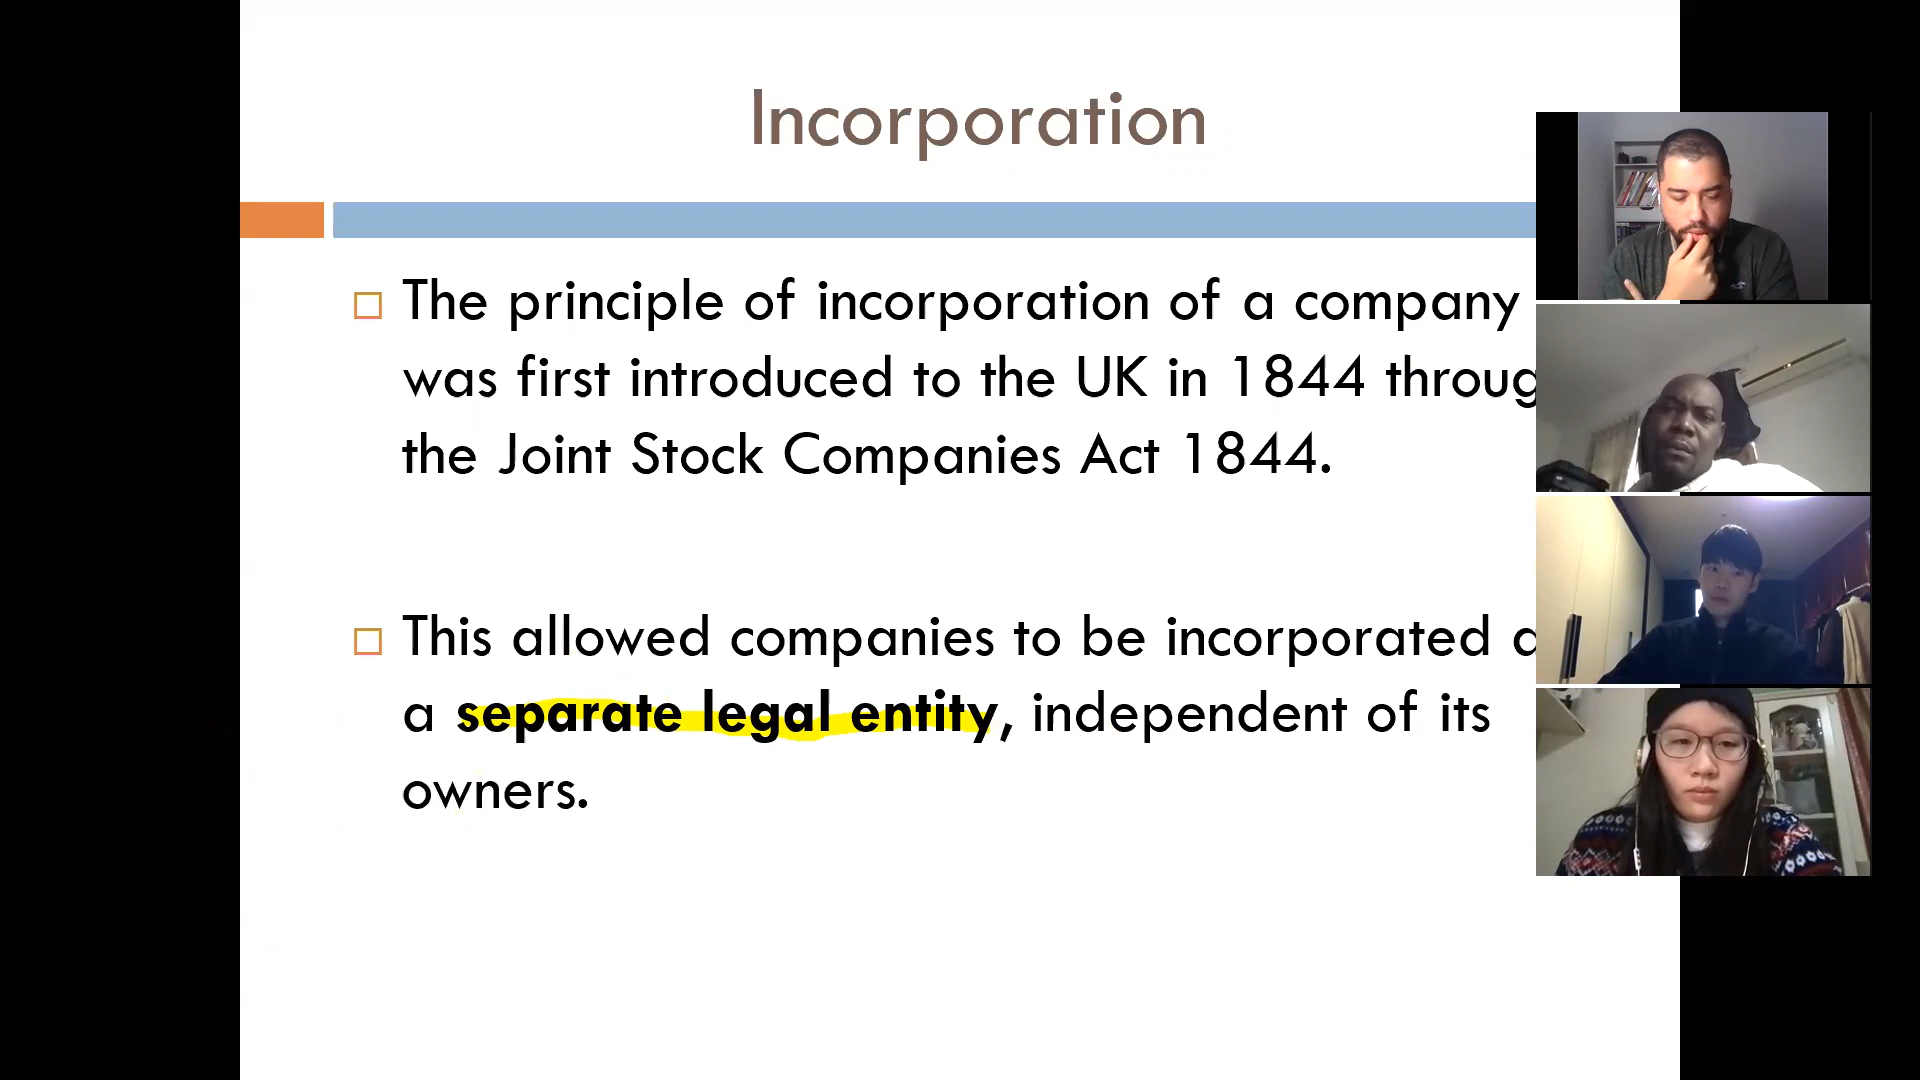 Incorporation
The principle of incorporation of a company
was first introduced to the UK in 1844 throug
the Joint Stock Companies Act 1844.
This allowed companies to be incorporated
a separate legal entity, independent of its
owners.